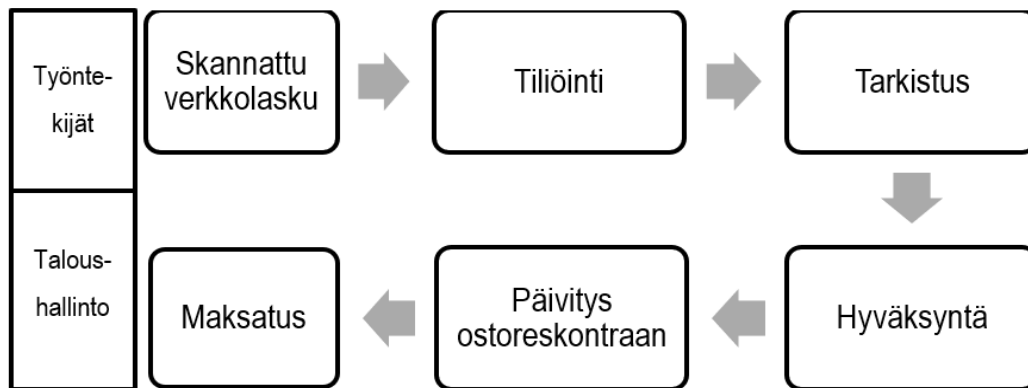 Työnte-
kijät
Skannattu
verkkolasku
Tiliöinti
Tarkistus
Talous-
hallinto
Maksatus
Päivitys
ostoreskontraan
Hyväksyntä